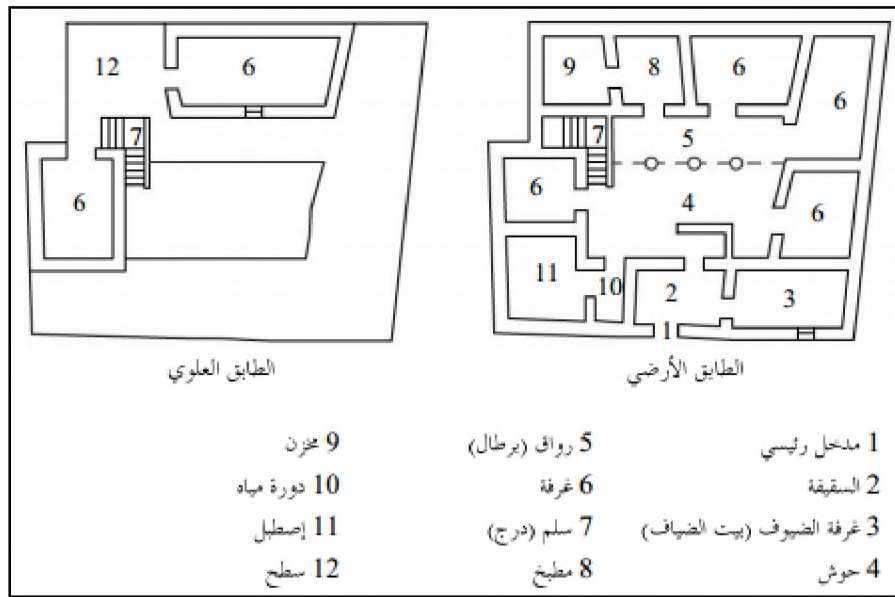 12
6
7
6
9
8
6
6
7
5
6
4
6
11
10
2
3
1
الطابق العلوي
الطابق الأرضي
1 مدخل رئيسي
2 السقيفة
3 غرفة الضيوف (بيت الضياف)
4 حوش
5 رواق (برطال)
6 غرفة
7 سلم (درج)
8 مطبخ
9 مخزن
10 دورة مياه
11 إصطبل
12 سطح